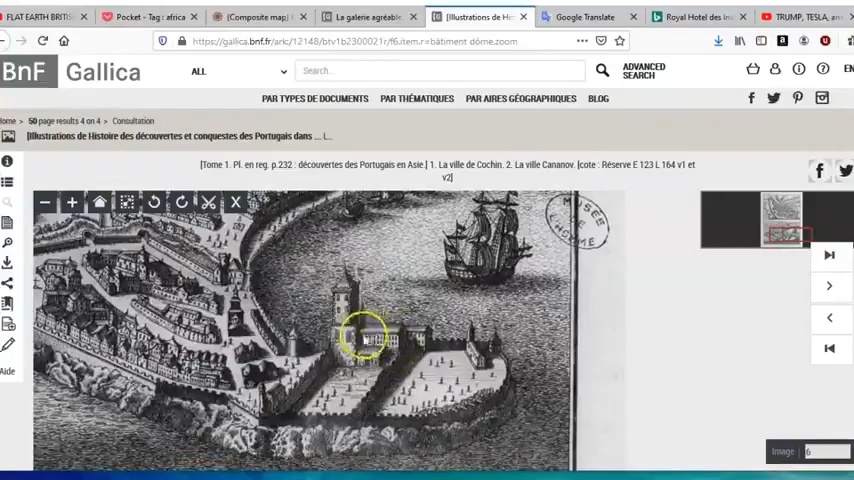 FLAT EARTH BRITISH
Pocket - Tag : africa
(Composite map)
La galerie agréable
[Illustrations de His
Google Translate
Royal Hotel des Ind
TRUMP, TESLA, an
https://gallica.bnf.fr/ark:/12148/btv1b2300021r/f6.item.r=bâtiment dôme.zoom
BnF Gallica
ALL
Search...
ADVANCED SEARCH
EN
PAR TYPES DE DOCUMENTS
PAR THÉMATIQUES
PAR AIRES GÉOGRAPHIQUES
BLOG
Home > 50 page results 4 on 4 > Consultation
[Illustrations de Histoire des découvertes et conquestes des Portugais dans ... L...
[Tome 1. Pl. en reg. p.232 : découvertes des Portugais en Asie.] 1. La ville de Cochin. 2. La ville Cananov. [cote : Réserve E 123 L 164 v1 et
v2]
MUSÉE
DE
L'HOMME
Aide
Image 6